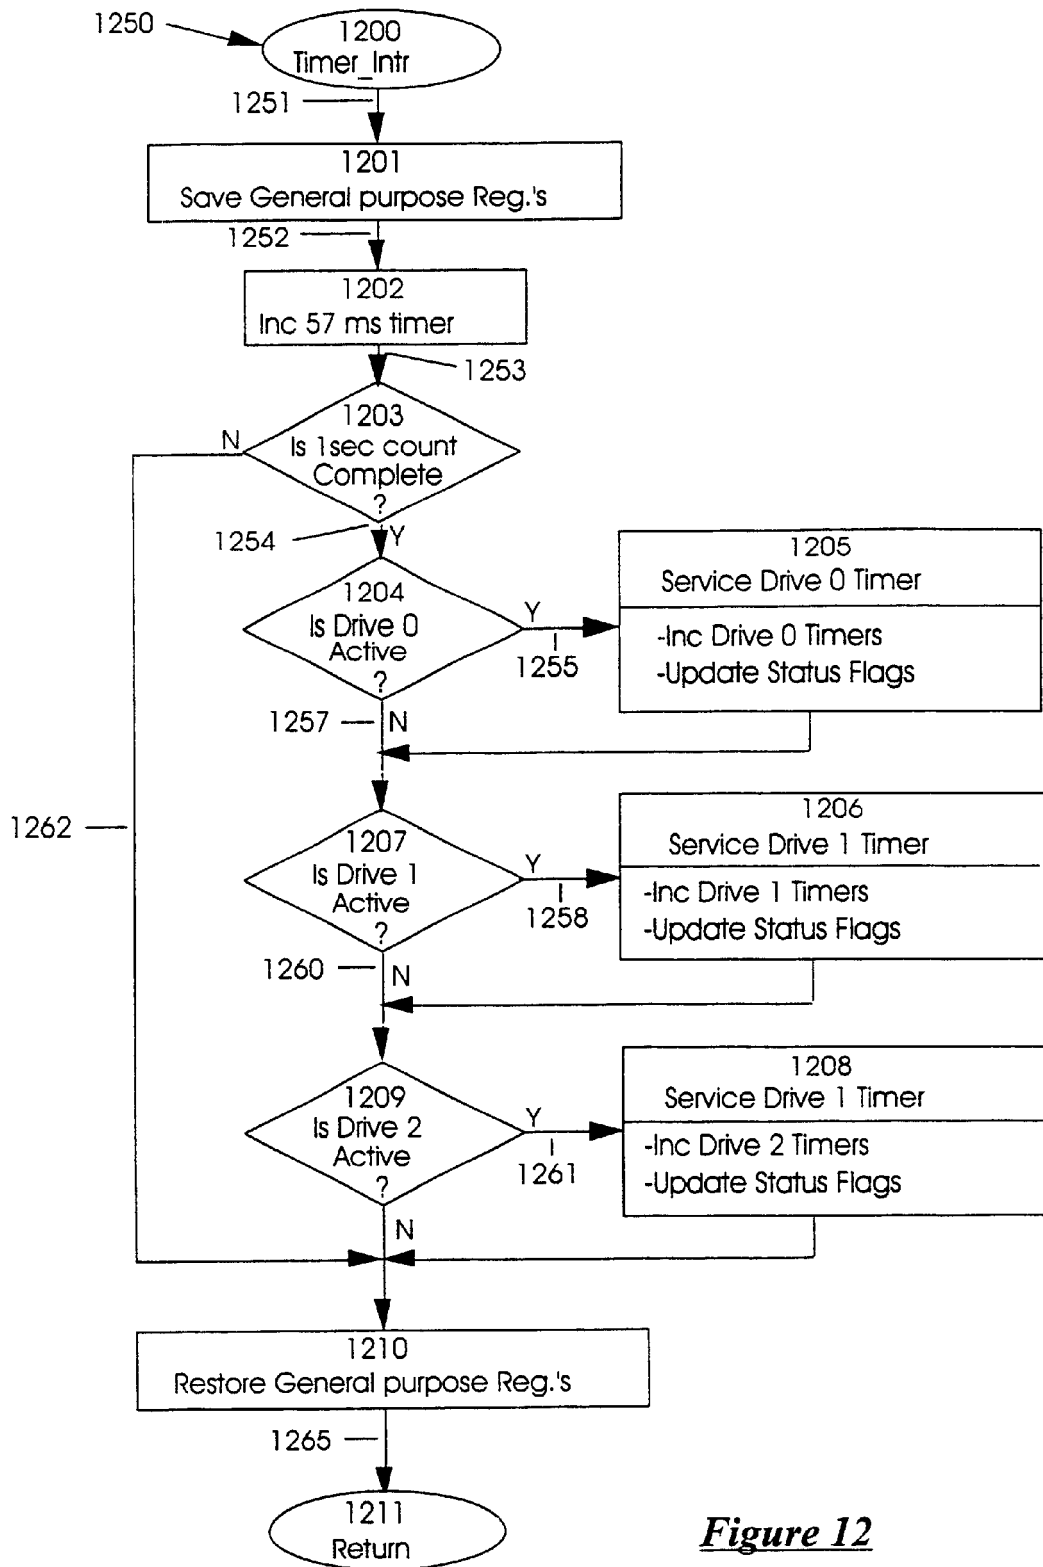 1250
1200
Timer_Intr
1251
1201
Save General purpose Reg.'s
1252
1202
Inc 57 ms timer
1253
1203
Is 1sec count
Complete
?
N
1254
Y
1204
Is Drive 0
Active
?
Y
1255
1205
Service Drive 0 Timer
-Inc Drive 0 Timers
-Update Status Flags
1257
N
1262
1207
Is Drive 1
Active
?
Y
1258
1206
Service Drive 1 Timer
-Inc Drive 1 Timers
-Update Status Flags
1260
N
1209
Is Drive 2
Active
?
Y
1261
1208
Service Drive 1 Timer
-Inc Drive 2 Timers
-Update Status Flags
N
1210
Restore General purpose Reg.'s
1265
1211
Return
Figure 12